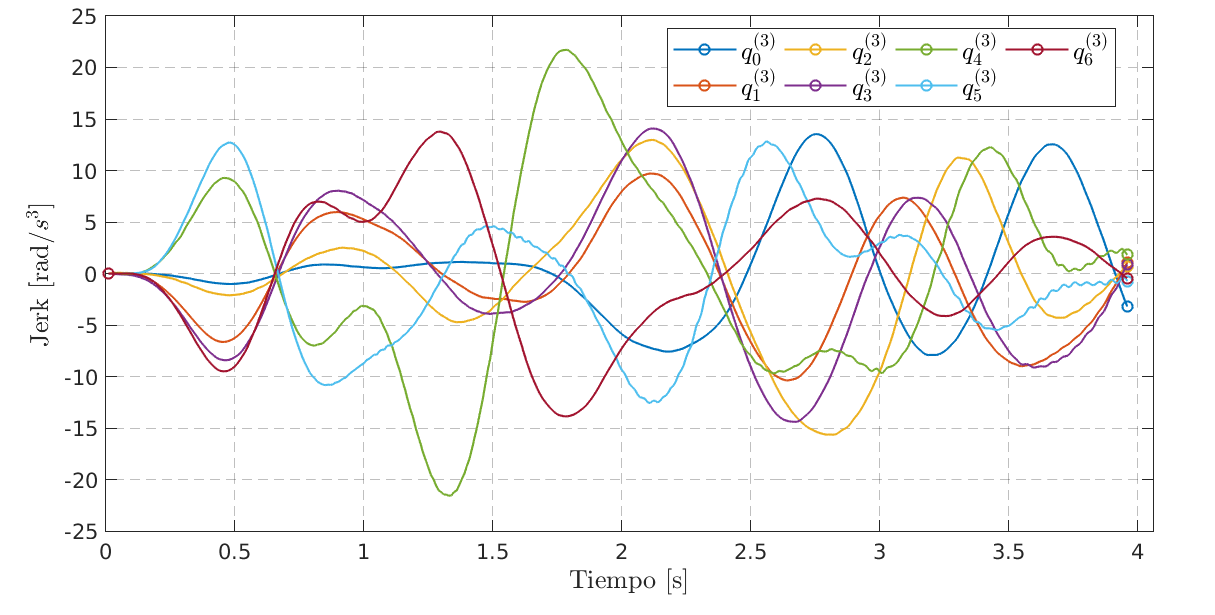 25
20
15
10
5
0
-5
-10
-15
-20
-25
Jerk [rad/s³]
q₀⁽³⁾ q₂⁽³⁾ q₄⁽³⁾ q₆⁽³⁾
q₁⁽³⁾ q₃⁽³⁾ q₅⁽³⁾
0 0.5 1 1.5 2 2.5 3 3.5 4
Tiempo [s]